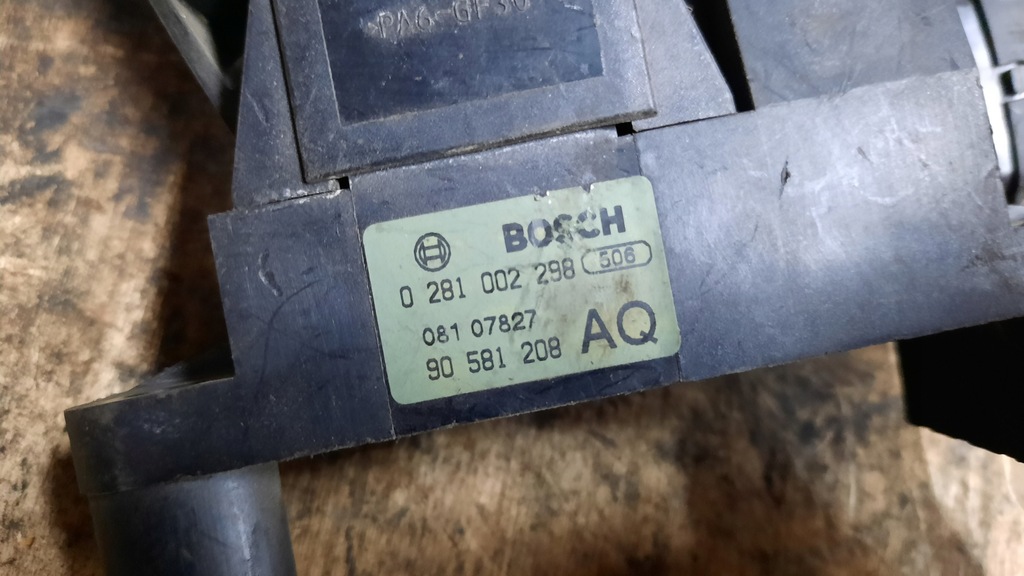 PA6-GF30
BOSCH
0 281 002 298 506
081 07827
90 581 208 AQ